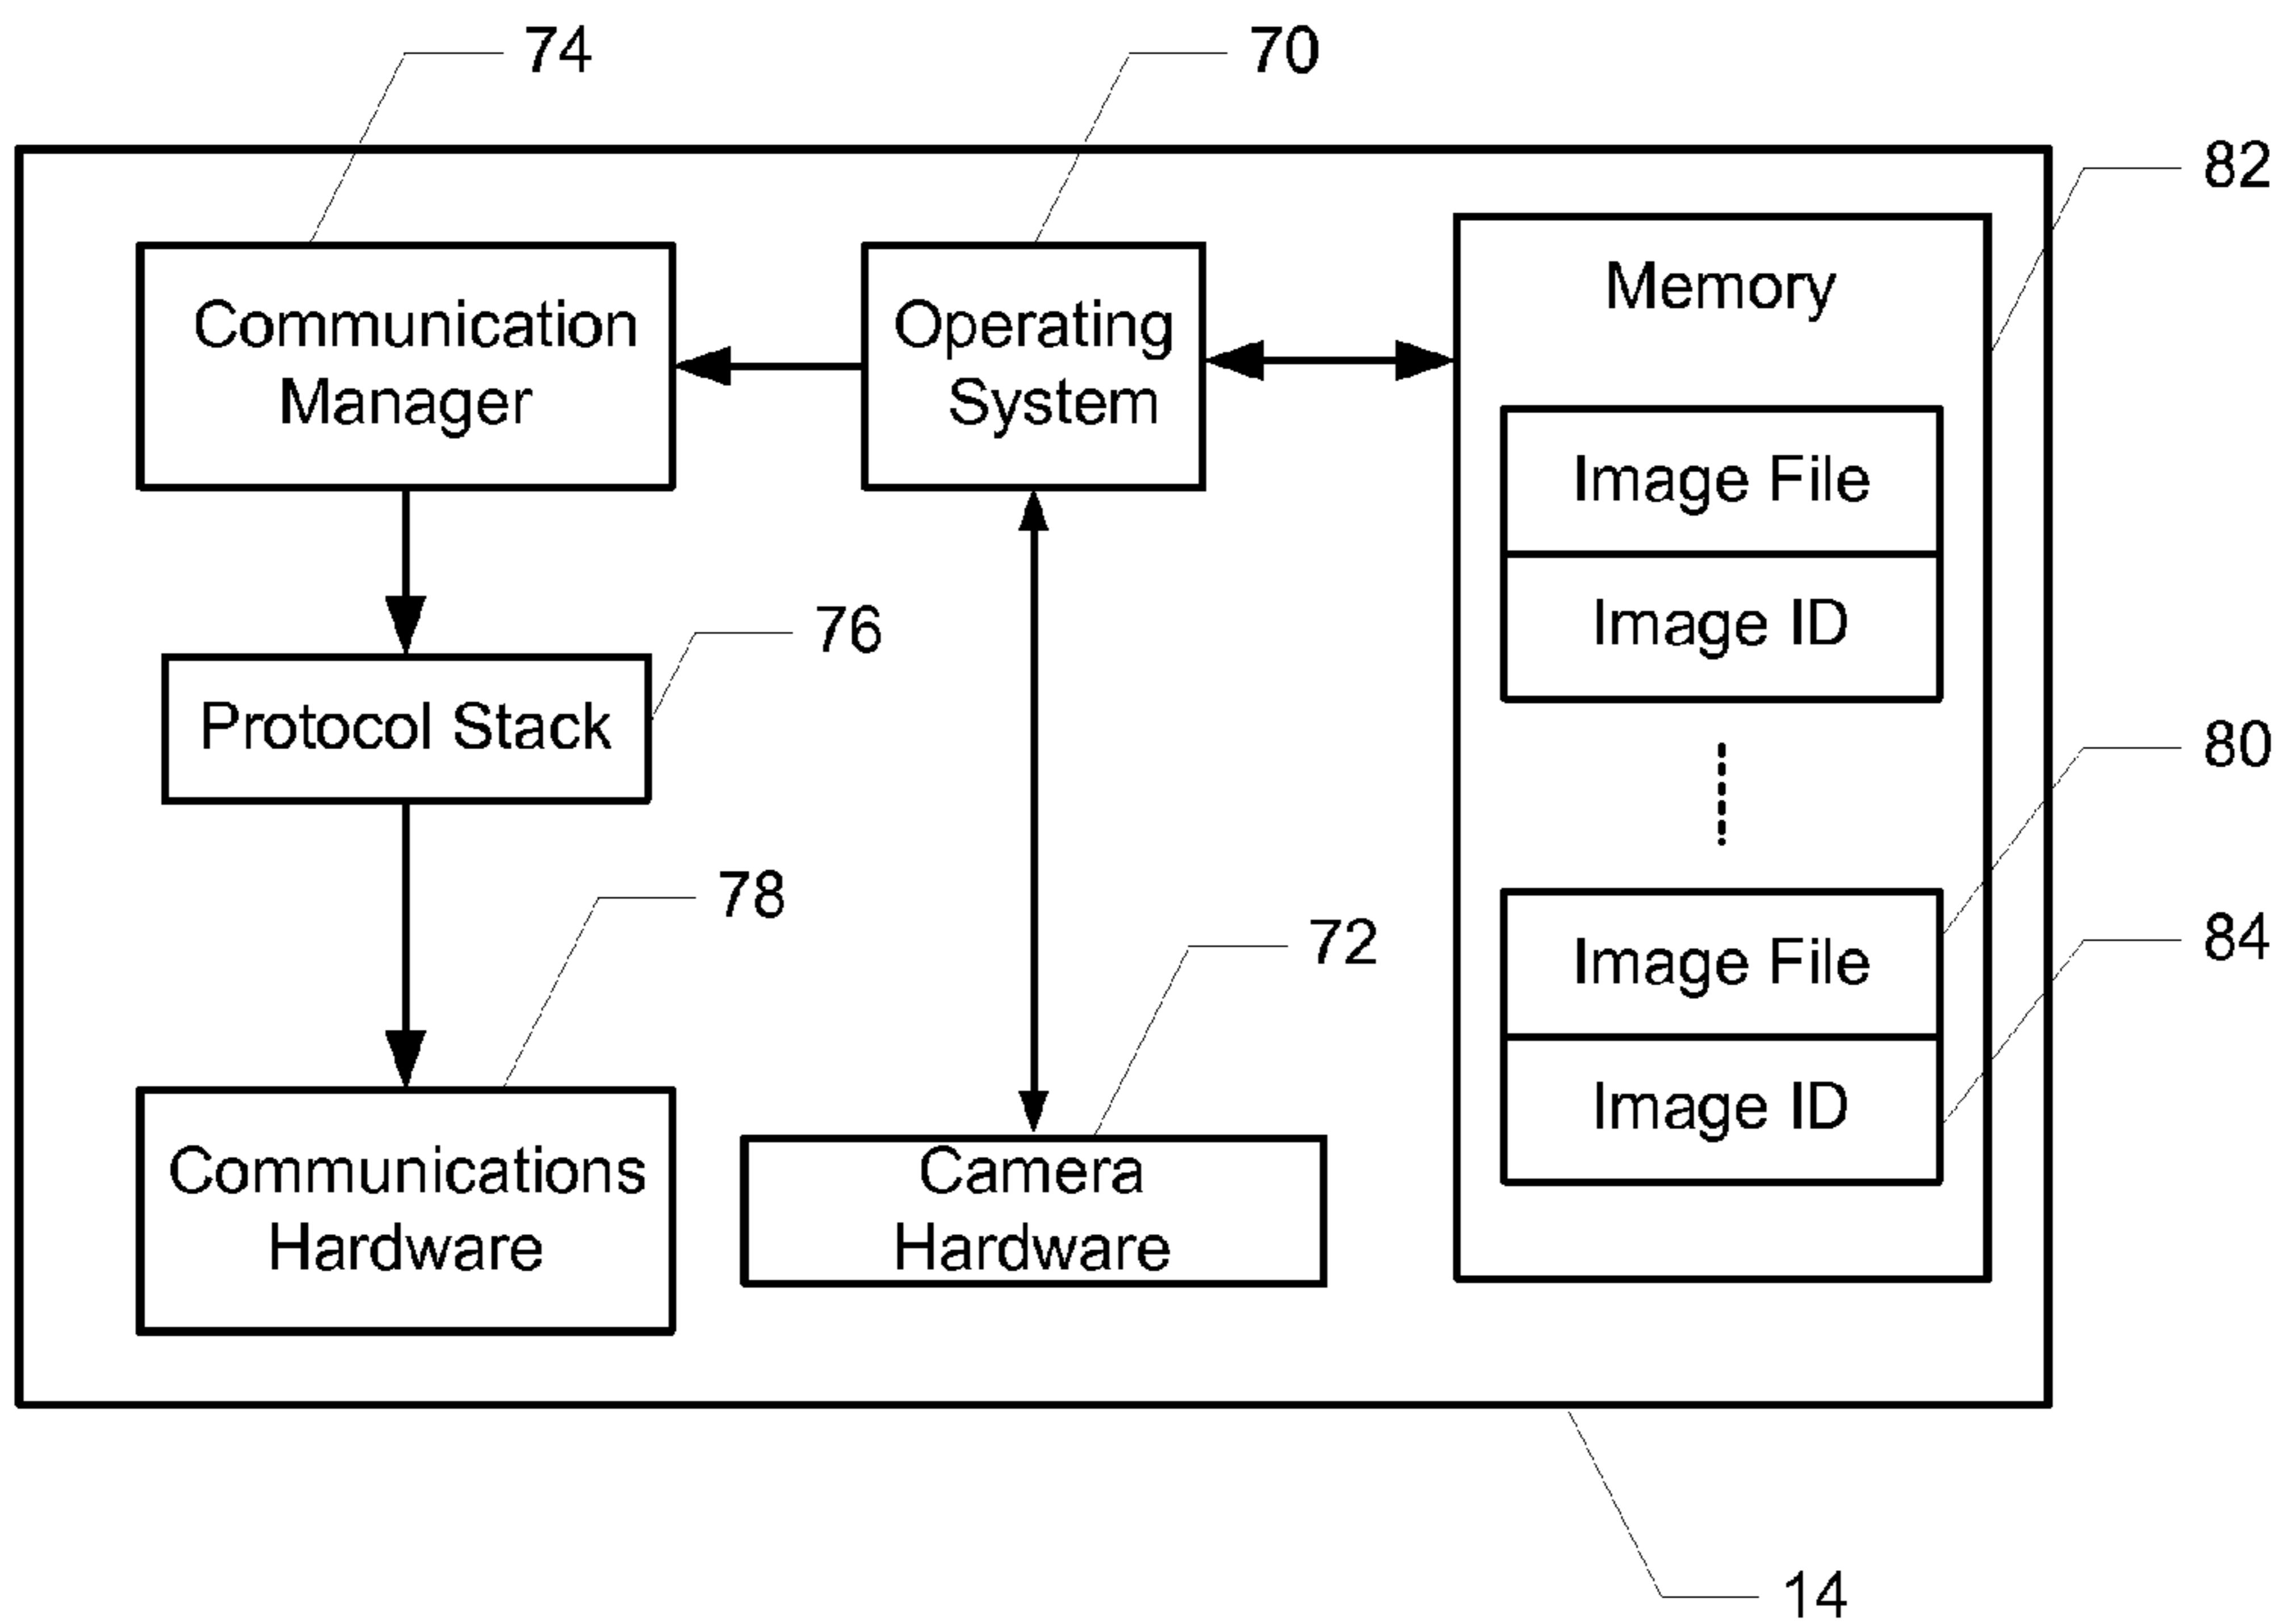 74
70
82
Communication
Manager
Operating
System
Memory
Image File
Image ID
76
Protocol Stack
80
78
72
84
Image File
Image ID
Communications
Hardware
Camera
Hardware
14